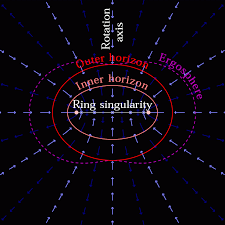 Rotation
axis
Outer horizon
Ergosphere
Inner horizon
Ring singularity